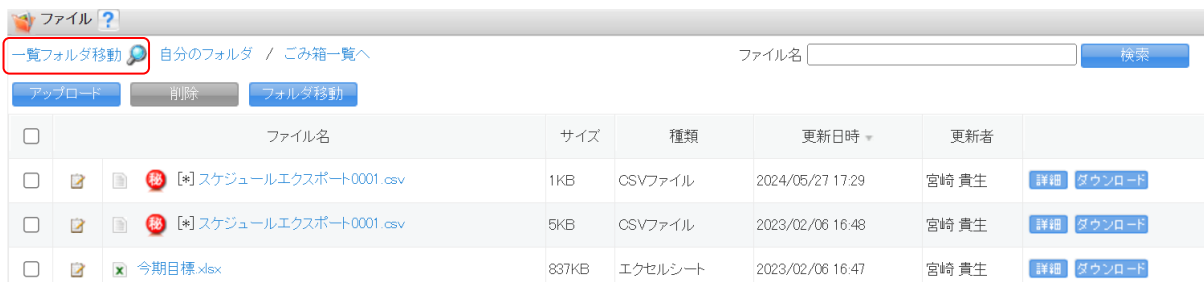 ファイル ?
一覧フォルダ移動 自分のフォルダ / ごみ箱一覧へ ファイル名 検索
アップロード 削除 フォルダ移動
ファイル名 サイズ 種類 更新日時 更新者
秘 [*]スケジュールエクスポート0001.csv 1KB CSVファイル 2024/05/27 17:29 宮崎 貴生 詳細 ダウンロード
秘 [*]スケジュールエクスポート0001.csv 5KB CSVファイル 2023/02/06 16:48 宮崎 貴生 詳細 ダウンロード
今期目標.xlsx 837KB エクセルシート 2023/02/06 16:47 宮崎 貴生 詳細 ダウンロード